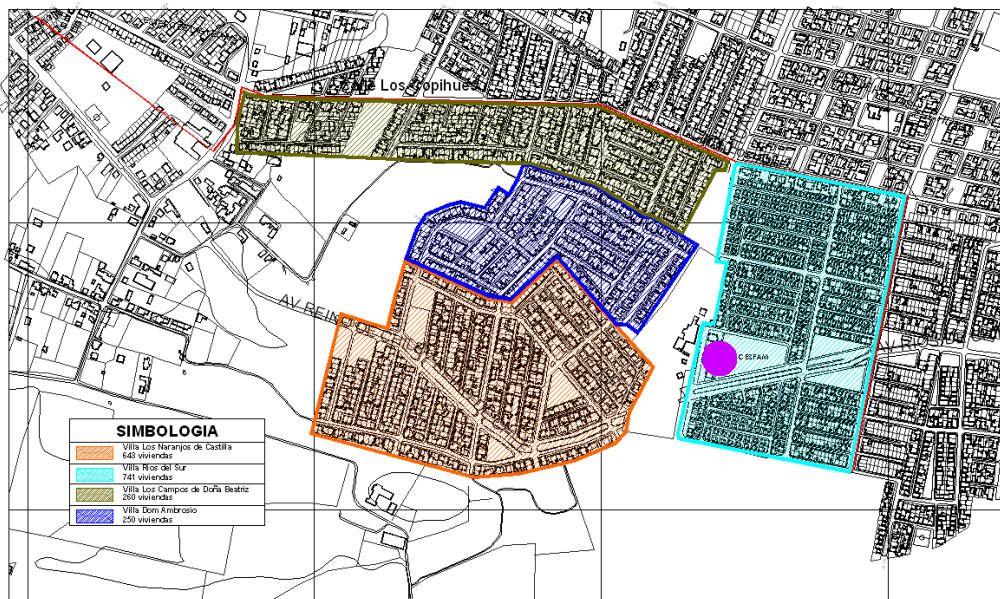 Calle Los Copihues
AV REIN
CESFAM
SIMBOLOGIA
Villa Los Naranjos de Castilla
643 viviendas
Villa Rios del Sur
741 viviendas
Villa Los Campos de Doña Beatriz
260 viviendas
Villa Dom Ambrosio
250 viviendas